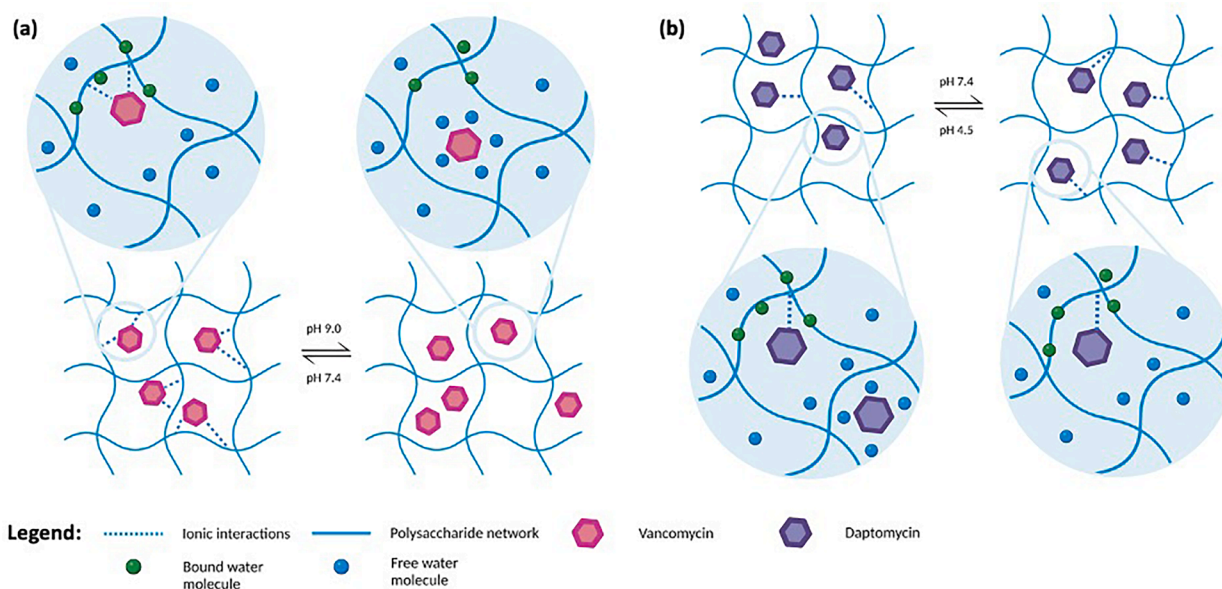 (a)
(b)
pH 7.4
pH 4.5
pH 9.0
pH 7.4
Legend:
Ionic interactions
Polysaccharide network
Vancomycin
Daptomycin
Bound water
molecule
Free water
molecule